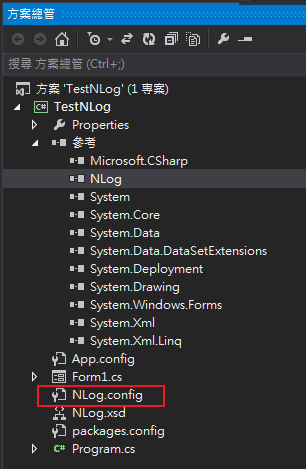 方案總管
搜尋 方案總管 (Ctrl+;)
方案 'TestNLog' (1 專案)
TestNLog
Properties
參考
Microsoft.CSharp
NLog
System
System.Core
System.Data
System.Data.DataSetExtensions
System.Deployment
System.Drawing
System.Windows.Forms
System.Xml
System.Xml.Linq
App.config
Form1.cs
NLog.config
NLog.xsd
packages.config
Program.cs